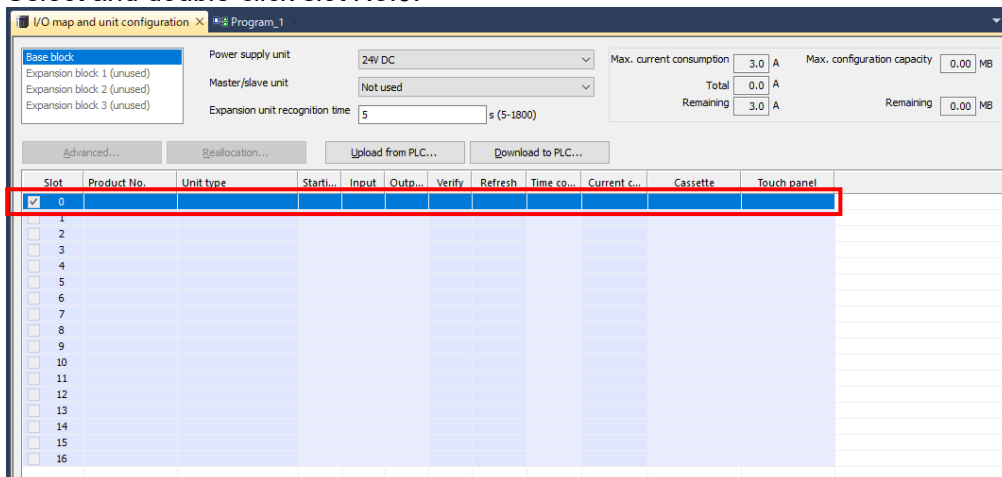 I/O map and unit configuration × Program_1
Base block
Expansion block 1 (unused)
Expansion block 2 (unused)
Expansion block 3 (unused)
Power supply unit 24V DC
Master/slave unit Not used
Expansion unit recognition time 5 s (5-1800)
Max. current consumption 3.0 A
Total 0.0 A
Remaining 3.0 A
Max. configuration capacity 0.00 MB
Remaining 0.00 MB
Advanced... Reallocation... Upload from PLC... Download to PLC...
Slot Product No. Unit type Starti... Input Outp... Verify Refresh Time co... Current c... Cassette Touch panel
0
1
2
3
4
5
6
7
8
9
10
11
12
13
14
15
16